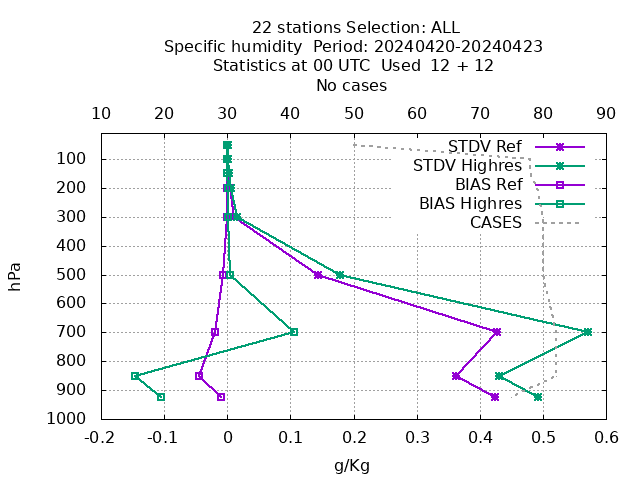 22 stations Selection: ALL
Specific humidity  Period: 20240420-20240423
Statistics at 00 UTC  Used  12 + 12
No cases
10 20 30 40 50 60 70 80 90
STDV Ref
STDV Highres
BIAS Ref
BIAS Highres
CASES
100
200
300
400
500
600
700
800
900
1000
hPa
-0.2 -0.1 0 0.1 0.2 0.3 0.4 0.5 0.6
g/Kg